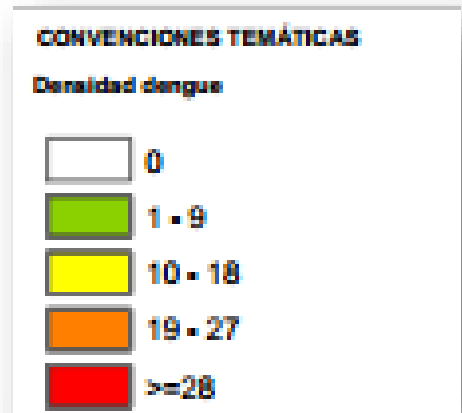 CONVENCIONES TEMÁTICAS
Densidad dengue
0
1 - 9
10 - 18
19 - 27
>=28